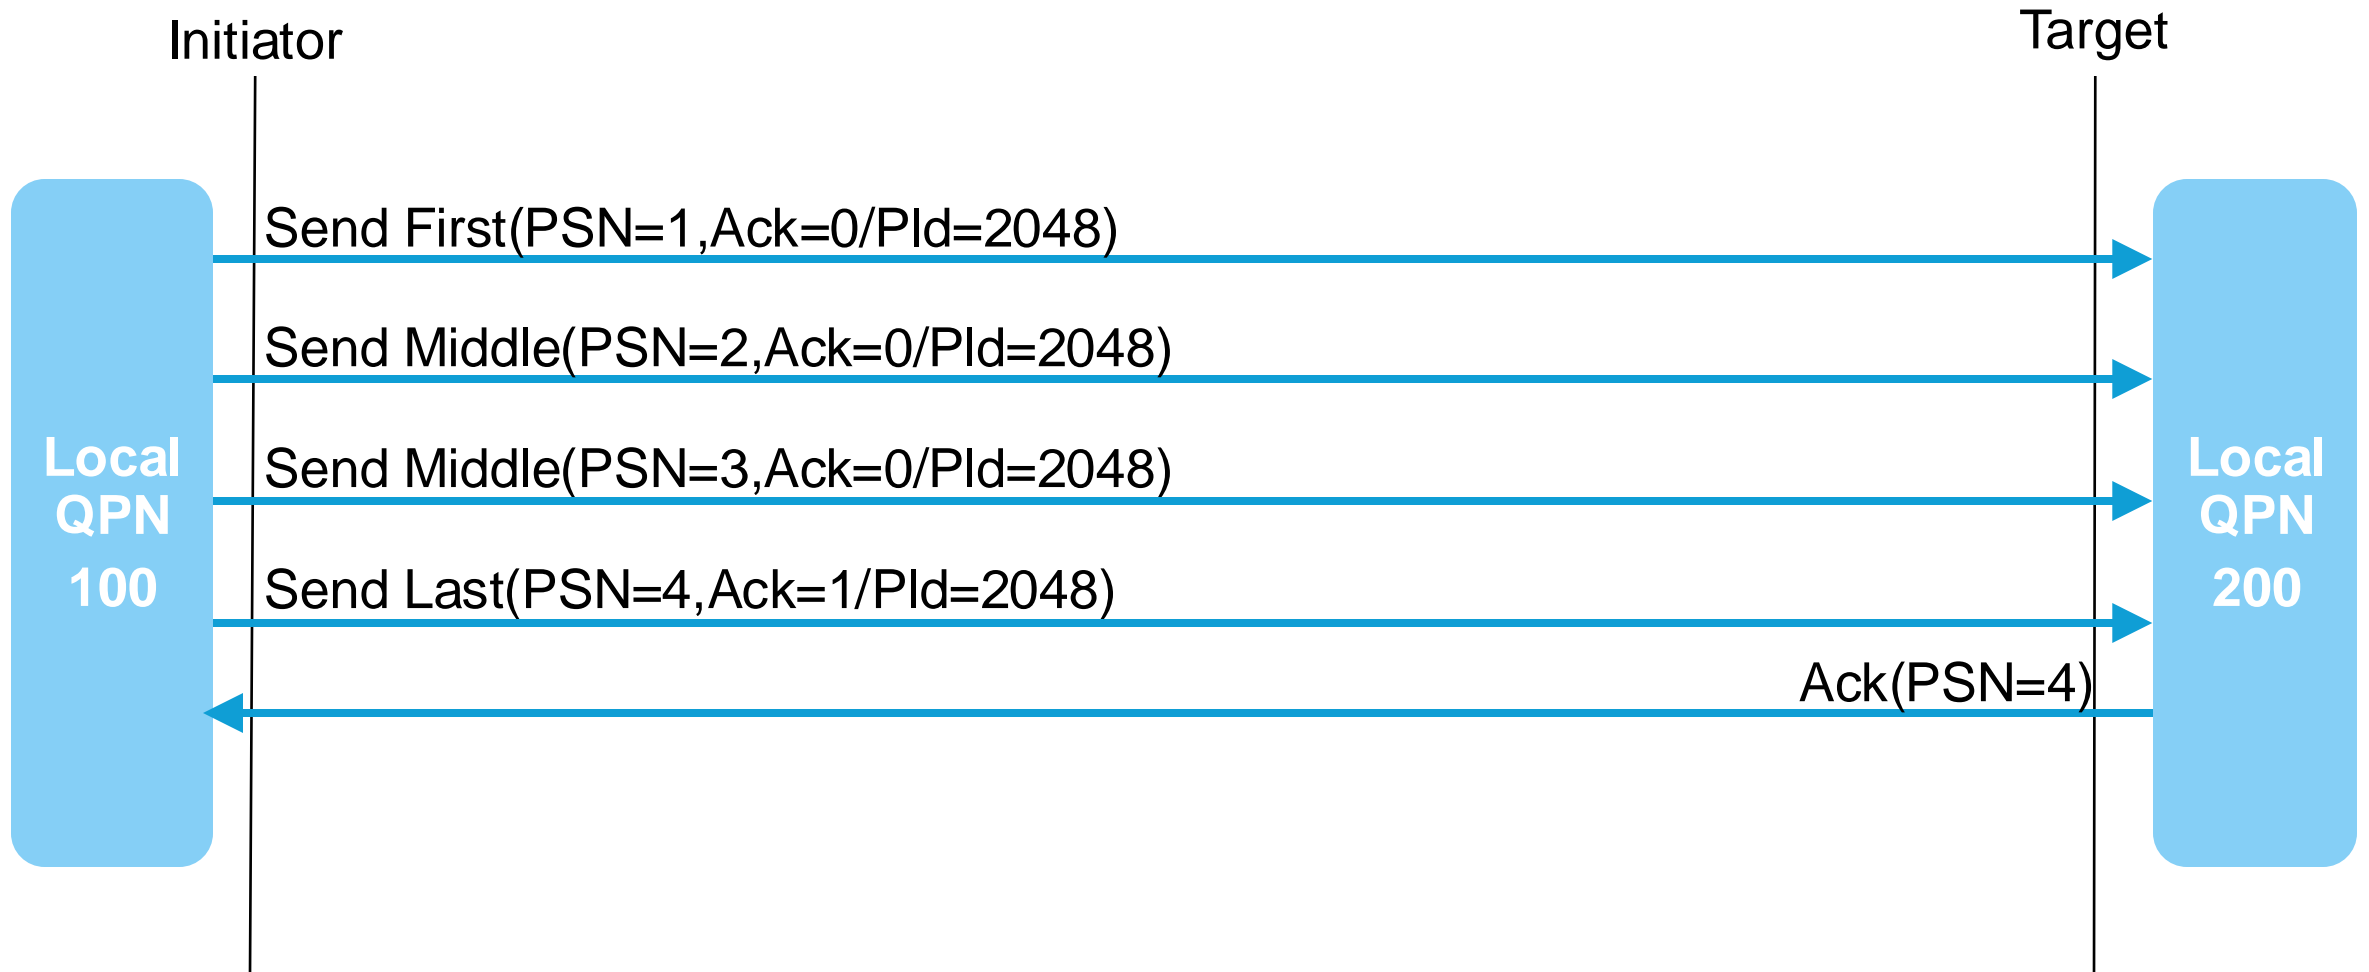 Initiator
Target
Send First(PSN=1,Ack=0/Pld=2048)
Send Middle(PSN=2,Ack=0/Pld=2048)
Send Middle(PSN=3,Ack=0/Pld=2048)
Send Last(PSN=4,Ack=1/Pld=2048)
Ack(PSN=4)
Local
QPN
100
Local
QPN
200